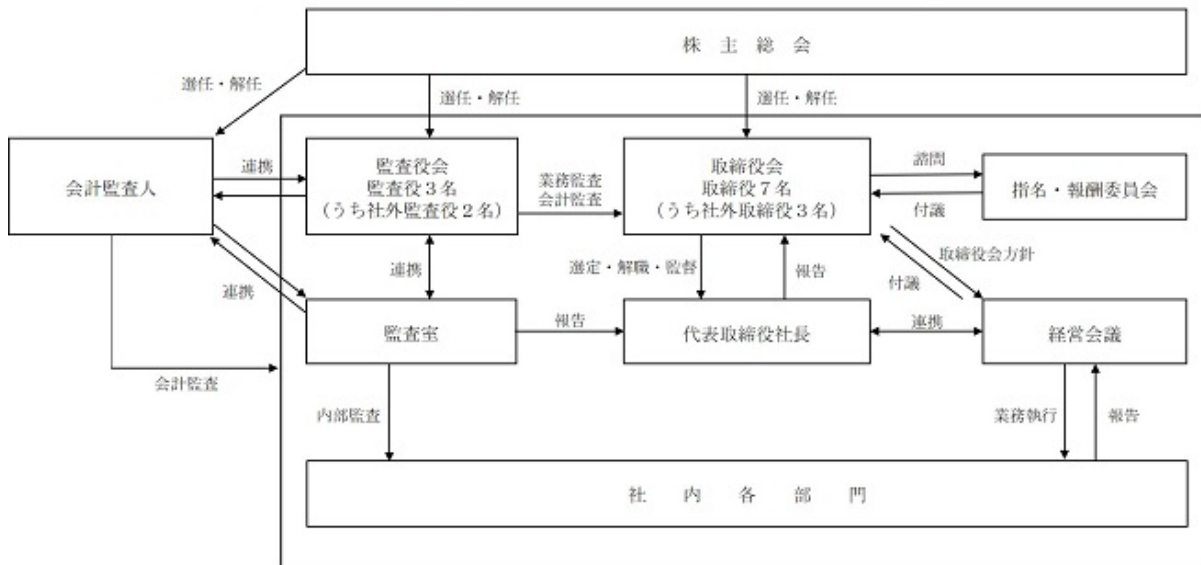 株 主 総 会
選任・解任
選任・解任
選任・解任
会計監査人
連携
監査役会
監査役３名
(うち社外監査役２名)
業務監査
会計監査
取締役会
取締役７名
(うち社外取締役３名)
諮問
付議
指名・報酬委員会
連携
連携
選定・解職・監督
報告
取締役会方針
付議
監査室
報告
代表取締役社長
連携
経営会議
会計監査
内部監査
業務執行
報告
社 内 各 部 門